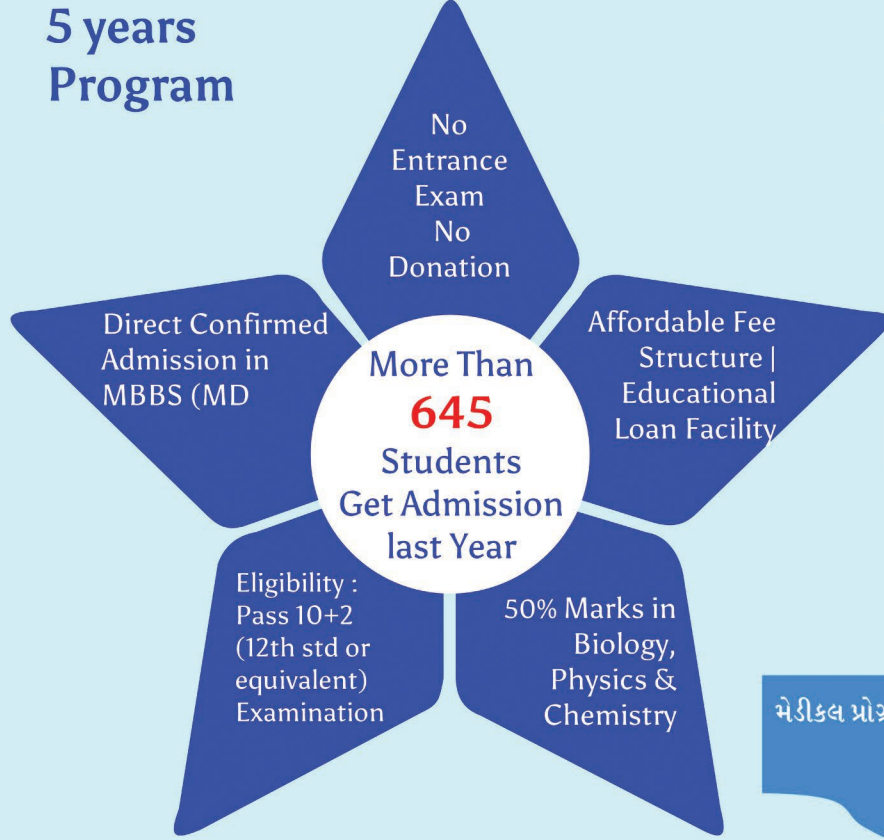 5 years
Program
No
Entrance
Exam
No
Donation
Direct Confirmed
Admission in
MBBS (MD
Affordable Fee
Structure |
Educational
Loan Facility
More Than
645
Students
Get Admission
last Year
Eligibility :
Pass 10+2
(12th std or
equivalent)
Examination
50% Marks in
Biology,
Physics &
Chemistry
મેડીકલ